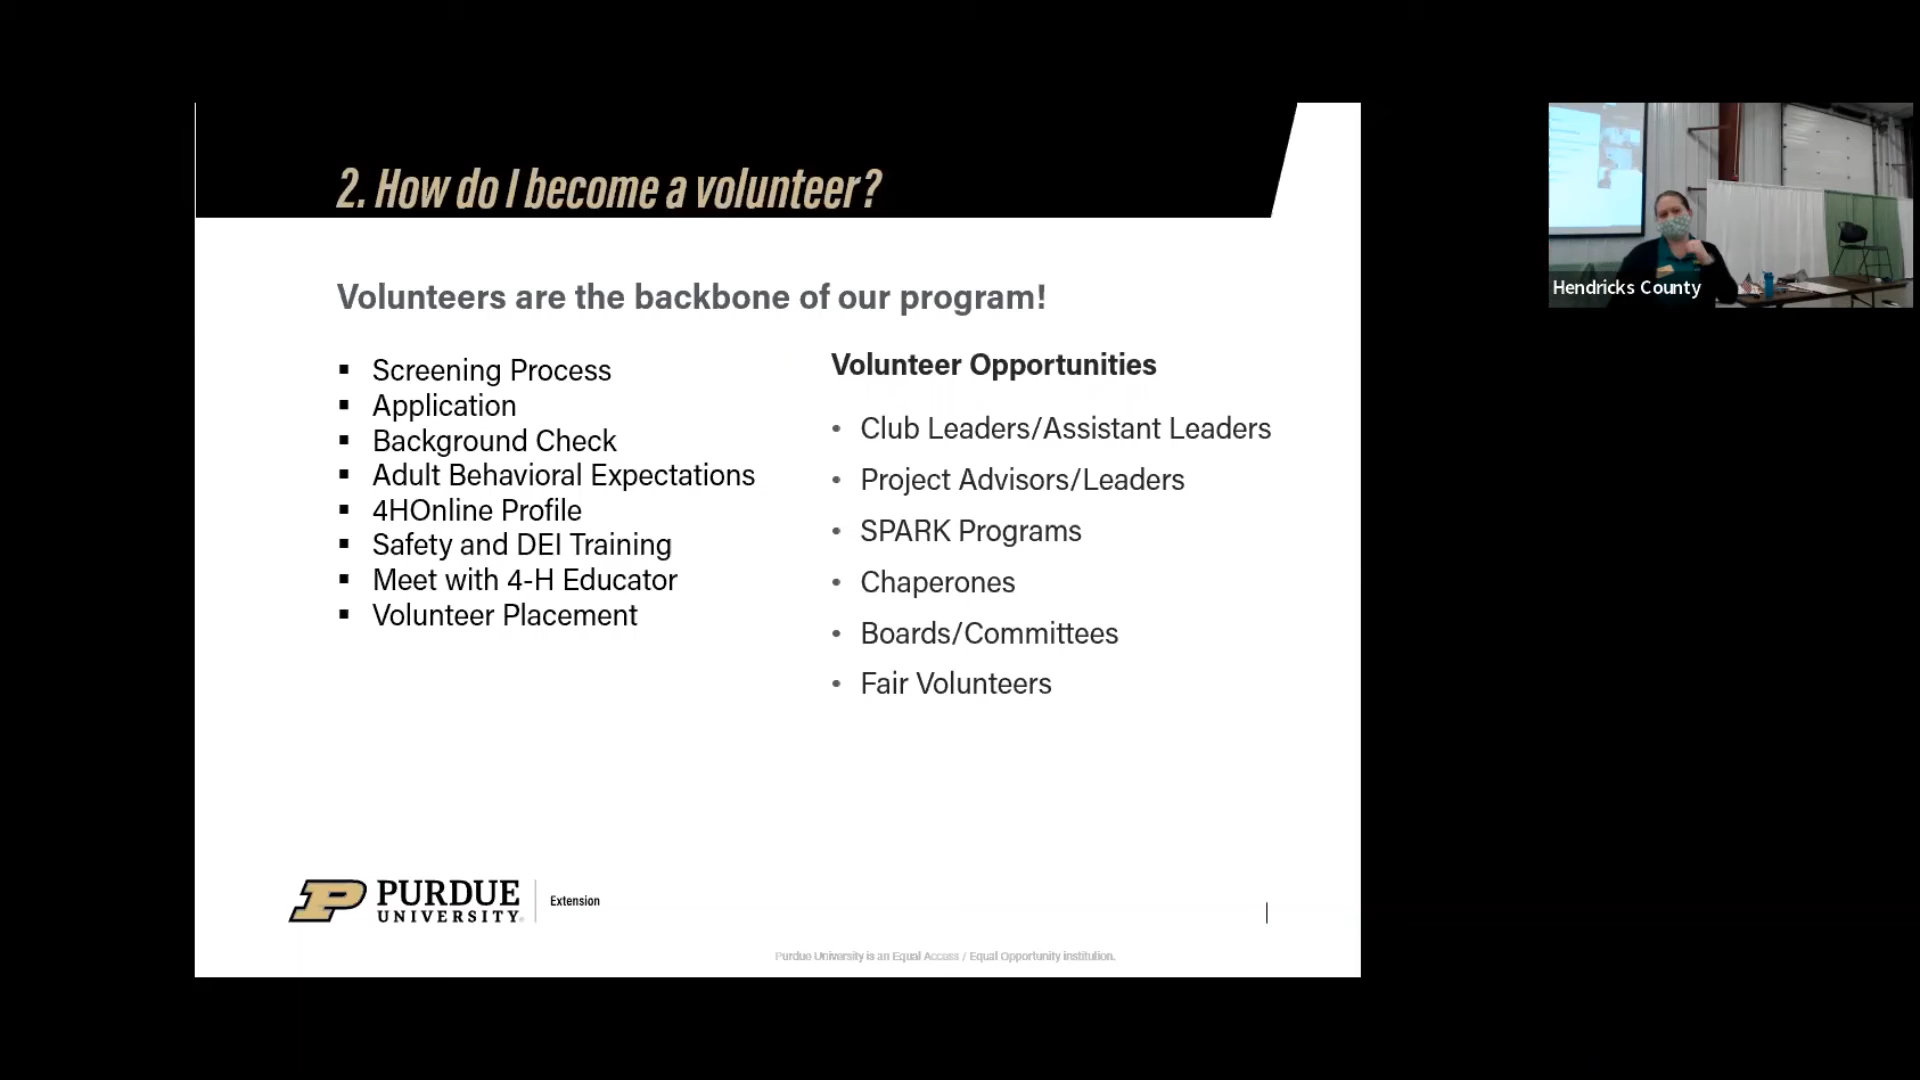 2. How do I become a volunteer?
Volunteers are the backbone of our program!
▪ Screening Process
▪ Application
▪ Background Check
▪ Adult Behavioral Expectations
▪ 4HOnline Profile
▪ Safety and DEI Training
▪ Meet with 4-H Educator
▪ Volunteer Placement
Volunteer Opportunities
• Club Leaders/Assistant Leaders
• Project Advisors/Leaders
• SPARK Programs
• Chaperones
• Boards/Committees
• Fair Volunteers
PURDUE
UNIVERSITY®
Extension
Purdue University is an Equal Access / Equal Opportunity institution.
Hendricks County